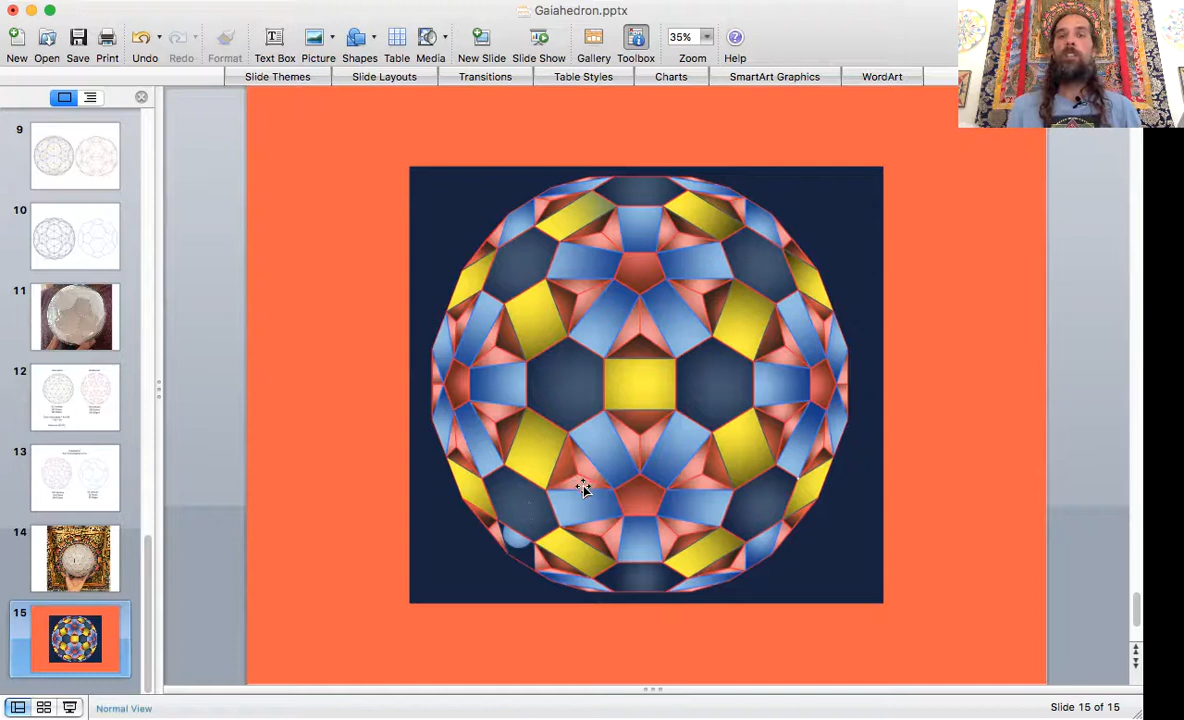 Gaiahedron.pptx
35%
New Open Save Print Undo Redo Format Text Box Picture Shapes Table Media New Slide Slide Show Gallery Toolbox Zoom Help
Slide Themes Slide Layouts Transitions Table Styles Charts SmartArt Graphics WordArt
9
10
11
12
13
14
15
Normal View
Slide 15 of 15